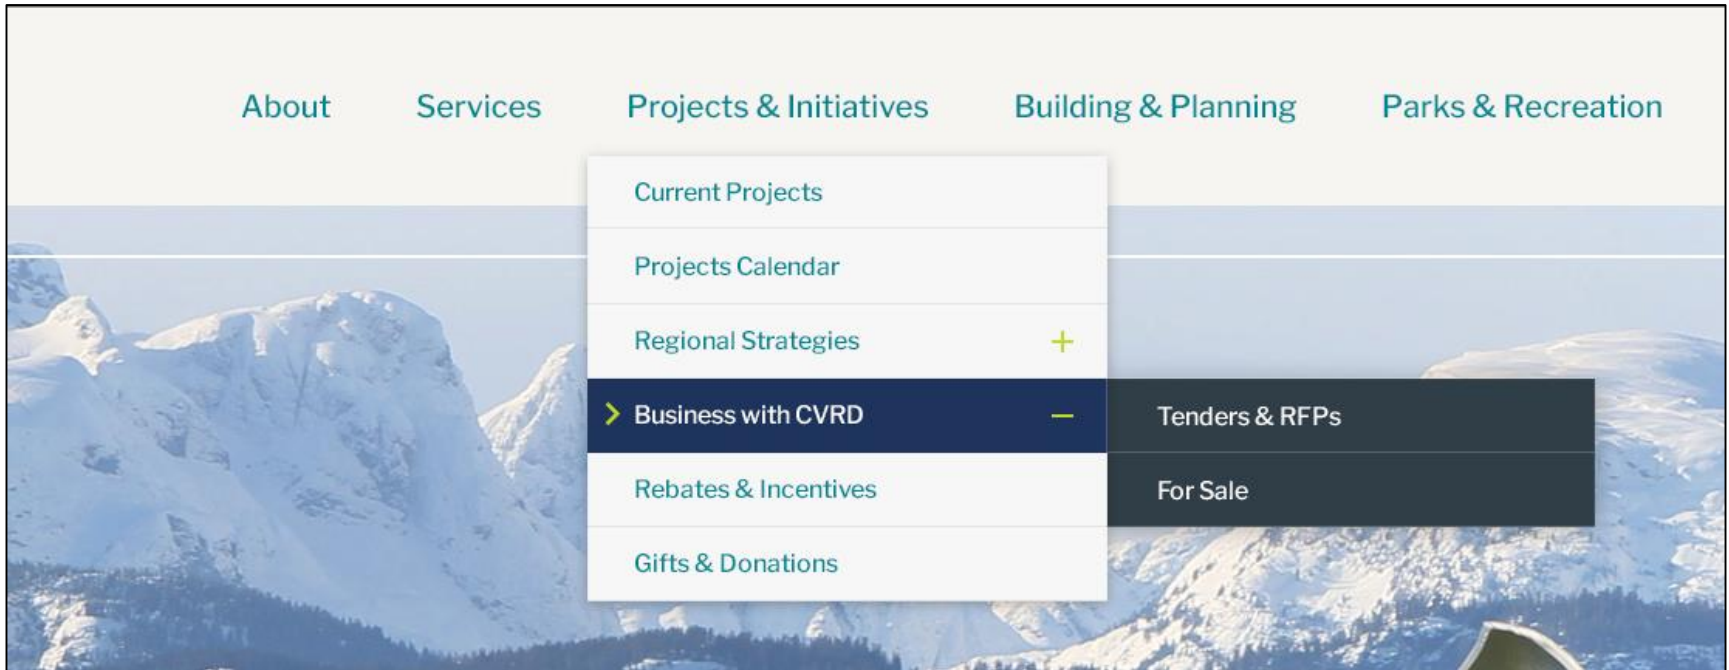 About Services Projects & Initiatives Building & Planning Parks & Recreation
Current Projects
Projects Calendar
Regional Strategies
Business with CVRD
Tenders & RFPs
Rebates & Incentives
For Sale
Gifts & Donations